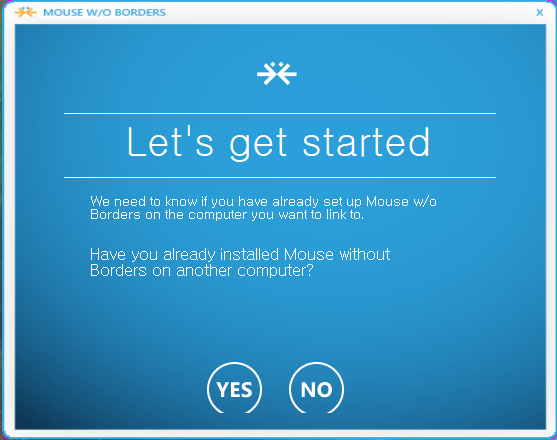 MOUSE W/O BORDERS
X
Let's get started
We need to know if you have already set up Mouse w/o
Borders on the computer you want to link to.
Have you already installed Mouse without
Borders on another computer?
YES NO